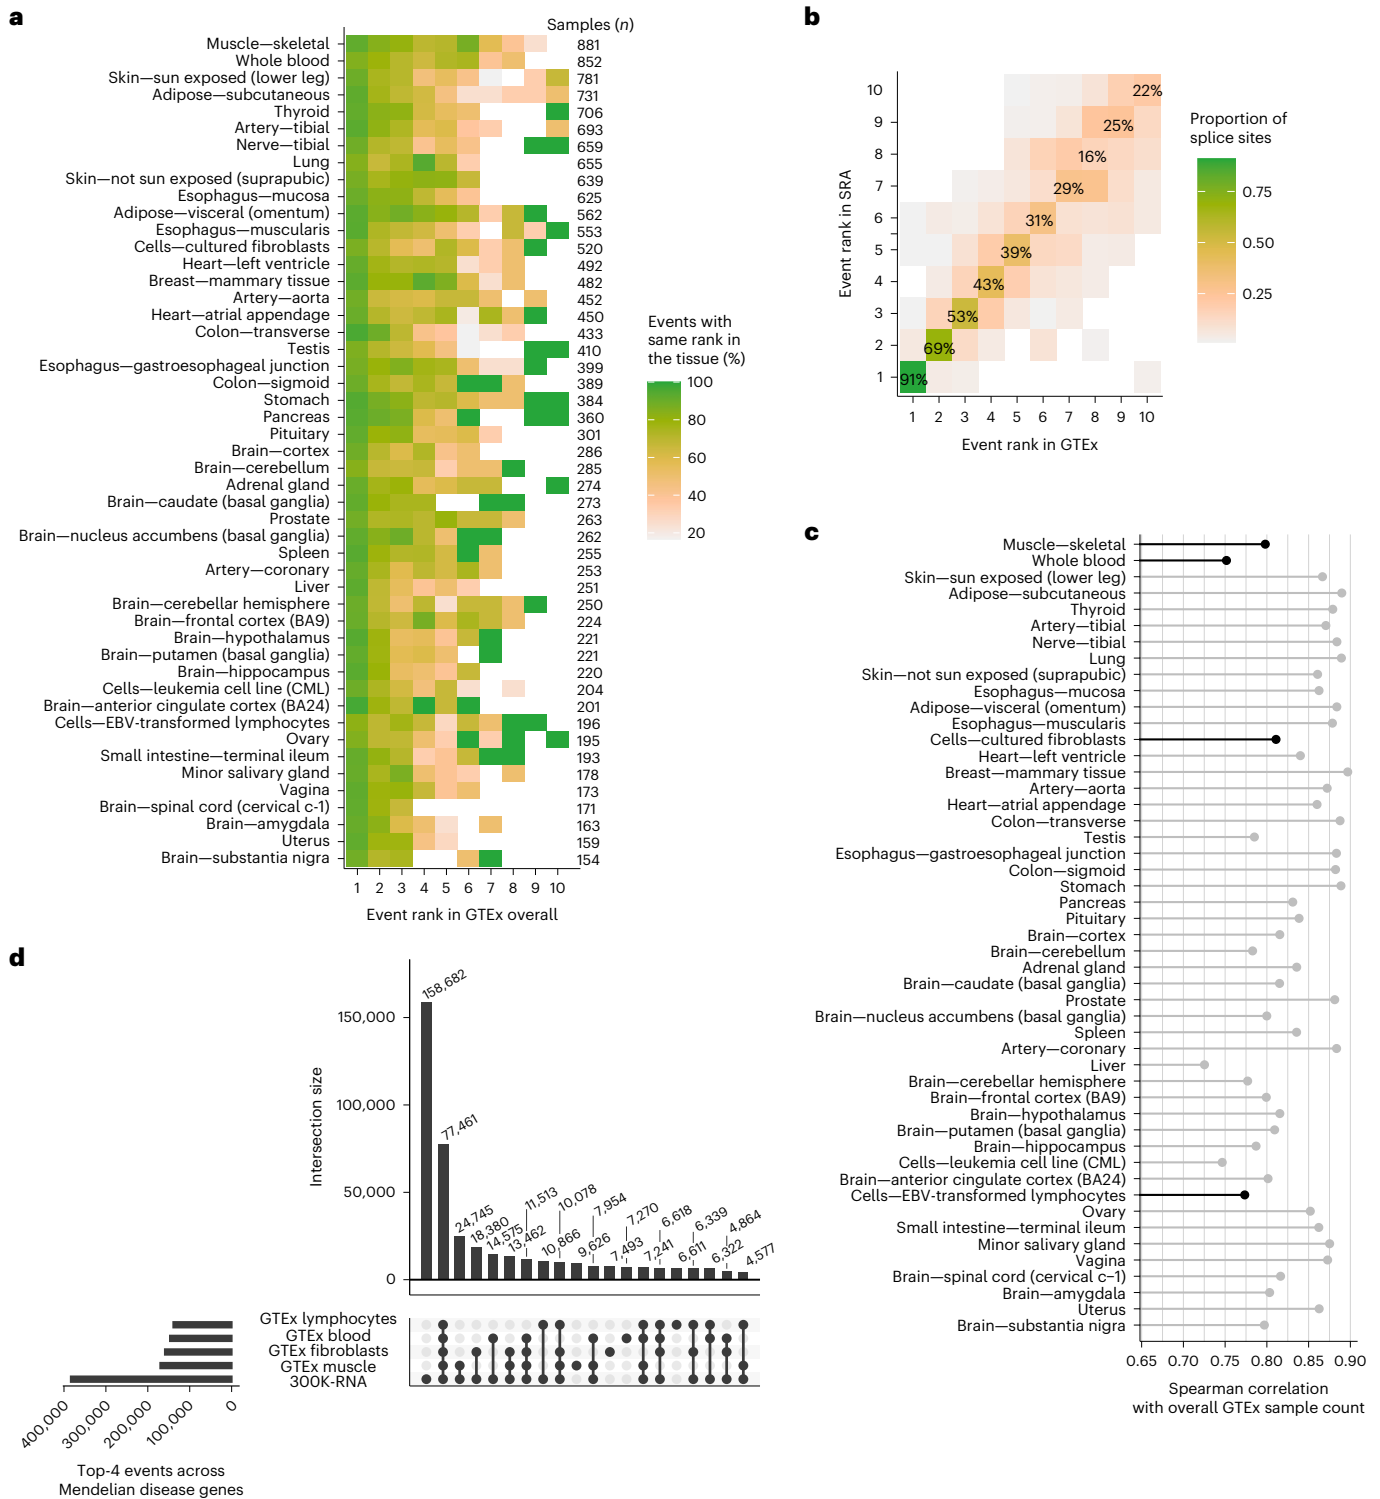 a
Samples (n)
Muscle—skeletal 881
Whole blood 852
Skin—sun exposed (lower leg) 781
Adipose—subcutaneous 731
Thyroid 706
Artery—tibial 693
Nerve—tibial 659
Lung 655
Skin—not sun exposed (suprapubic) 639
Esophagus—mucosa 625
Adipose—visceral (omentum) 562
Esophagus—muscularis 553
Cells—cultured fibroblasts 520
Heart—left ventricle 492
Breast—mammary tissue 482
Artery—aorta 452
Heart—atrial appendage 450
Colon—transverse 433
Testis 410
Esophagus—gastroesophageal junction 399
Colon—sigmoid 389
Stomach 384
Pancreas 360
Pituitary 301
Brain—cortex 286
Brain—cerebellum 285
Adrenal gland 274
Brain—caudate (basal ganglia) 273
Prostate 263
Brain—nucleus accumbens (basal ganglia) 262
Spleen 255
Artery—coronary 253
Liver 251
Brain—cerebellar hemisphere 250
Brain—frontal cortex (BA9) 224
Brain—hypothalamus 221
Brain—putamen (basal ganglia) 221
Brain—hippocampus 220
Cells—leukemia cell line (CML) 204
Brain—anterior cingulate cortex (BA24) 201
Cells—EBV-transformed lymphocytes 196
Ovary 195
Small intestine—terminal ileum 193
Minor salivary gland 178
Vagina 173
Brain—spinal cord (cervical c-1) 171
Brain—amygdala 163
Uterus 159
Brain—substantia nigra 154
1 2 3 4 5 6 7 8 9 10
Event rank in GTEx overall
Events with
same rank in
the tissue (%)
100
80
60
40
20
b
Event rank in SRA
10 22%
9 25%
8 16%
7 29%
6 31%
5 39%
4 43%
3 53%
2 69%
1 91%
1 2 3 4 5 6 7 8 9 10
Event rank in GTEx
Proportion of
splice sites
0.75
0.50
0.25
c
Muscle—skeletal
Whole blood
Skin—sun exposed (lower leg)
Adipose—subcutaneous
Thyroid
Artery—tibial
Nerve—tibial
Lung
Skin—not sun exposed (suprapubic)
Esophagus—mucosa
Adipose—visceral (omentum)
Esophagus—muscularis
Cells—cultured fibroblasts
Heart—left ventricle
Breast—mammary tissue
Artery—aorta
Heart—atrial appendage
Colon—transverse
Testis
Esophagus—gastroesophageal junction
Colon—sigmoid
Stomach
Pancreas
Pituitary
Brain—cortex
Brain—cerebellum
Adrenal gland
Brain—caudate (basal ganglia)
Prostate
Brain—nucleus accumbens (basal ganglia)
Spleen
Artery—coronary
Liver
Brain—cerebellar hemisphere
Brain—frontal cortex (BA9)
Brain—hypothalamus
Brain—putamen (basal ganglia)
Brain—hippocampus
Cells—leukemia cell line (CML)
Brain—anterior cingulate cortex (BA24)
Cells—EBV-transformed lymphocytes
Ovary
Small intestine—terminal ileum
Minor salivary gland
Vagina
Brain—spinal cord (cervical c−1)
Brain—amygdala
Uterus
Brain—substantia nigra
0.65 0.70 0.75 0.80 0.85 0.90
Spearman correlation
with overall GTEx sample count
d
Intersection size
150,000
100,000
50,000
0
158,682
77,461
24,745
18,380
14,575
13,462
11,513
10,866
10,078
9,626
7,954
7,493
7,270
7,241
6,618
6,611
6,339
6,322
4,864
4,577
GTEx lymphocytes
GTEx blood
GTEx fibroblasts
GTEx muscle
300K-RNA
400,000 300,000 200,000 100,000 0
Top-4 events across
Mendelian disease genes